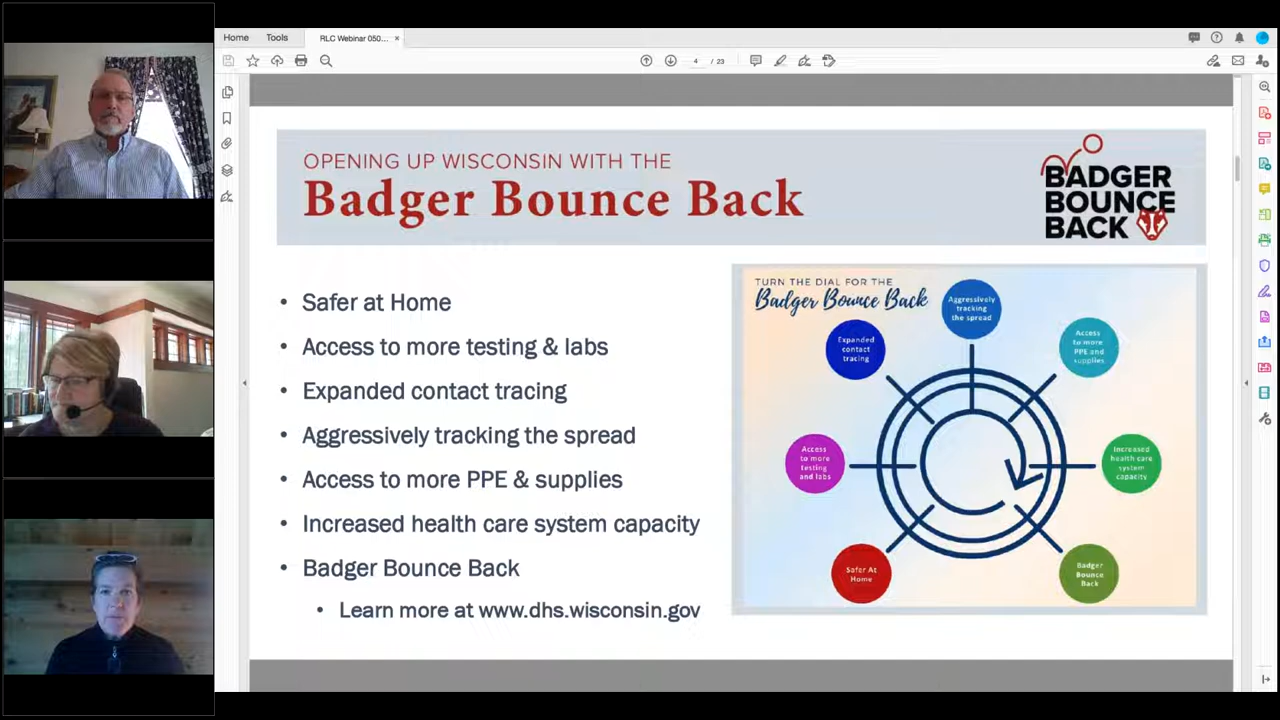 Home Tools RLC Webinar 050... ×
4 / 23
OPENING UP WISCONSIN WITH THE
Badger Bounce Back
BADGER
BOUNCE
BACK
• Safer at Home
• Access to more testing & labs
• Expanded contact tracing
• Aggressively tracking the spread
• Access to more PPE & supplies
• Increased health care system capacity
• Badger Bounce Back
• Learn more at www.dhs.wisconsin.gov
TURN THE DIAL FOR THE
Badger Bounce Back
Aggressively
tracking
the spread
Expanded
contact
tracing
Access
to more
PPE and
supplies
Access
to more
testing
and labs
Increased
health care
system
capacity
Safer At
Home
Badger
Bounce
Back